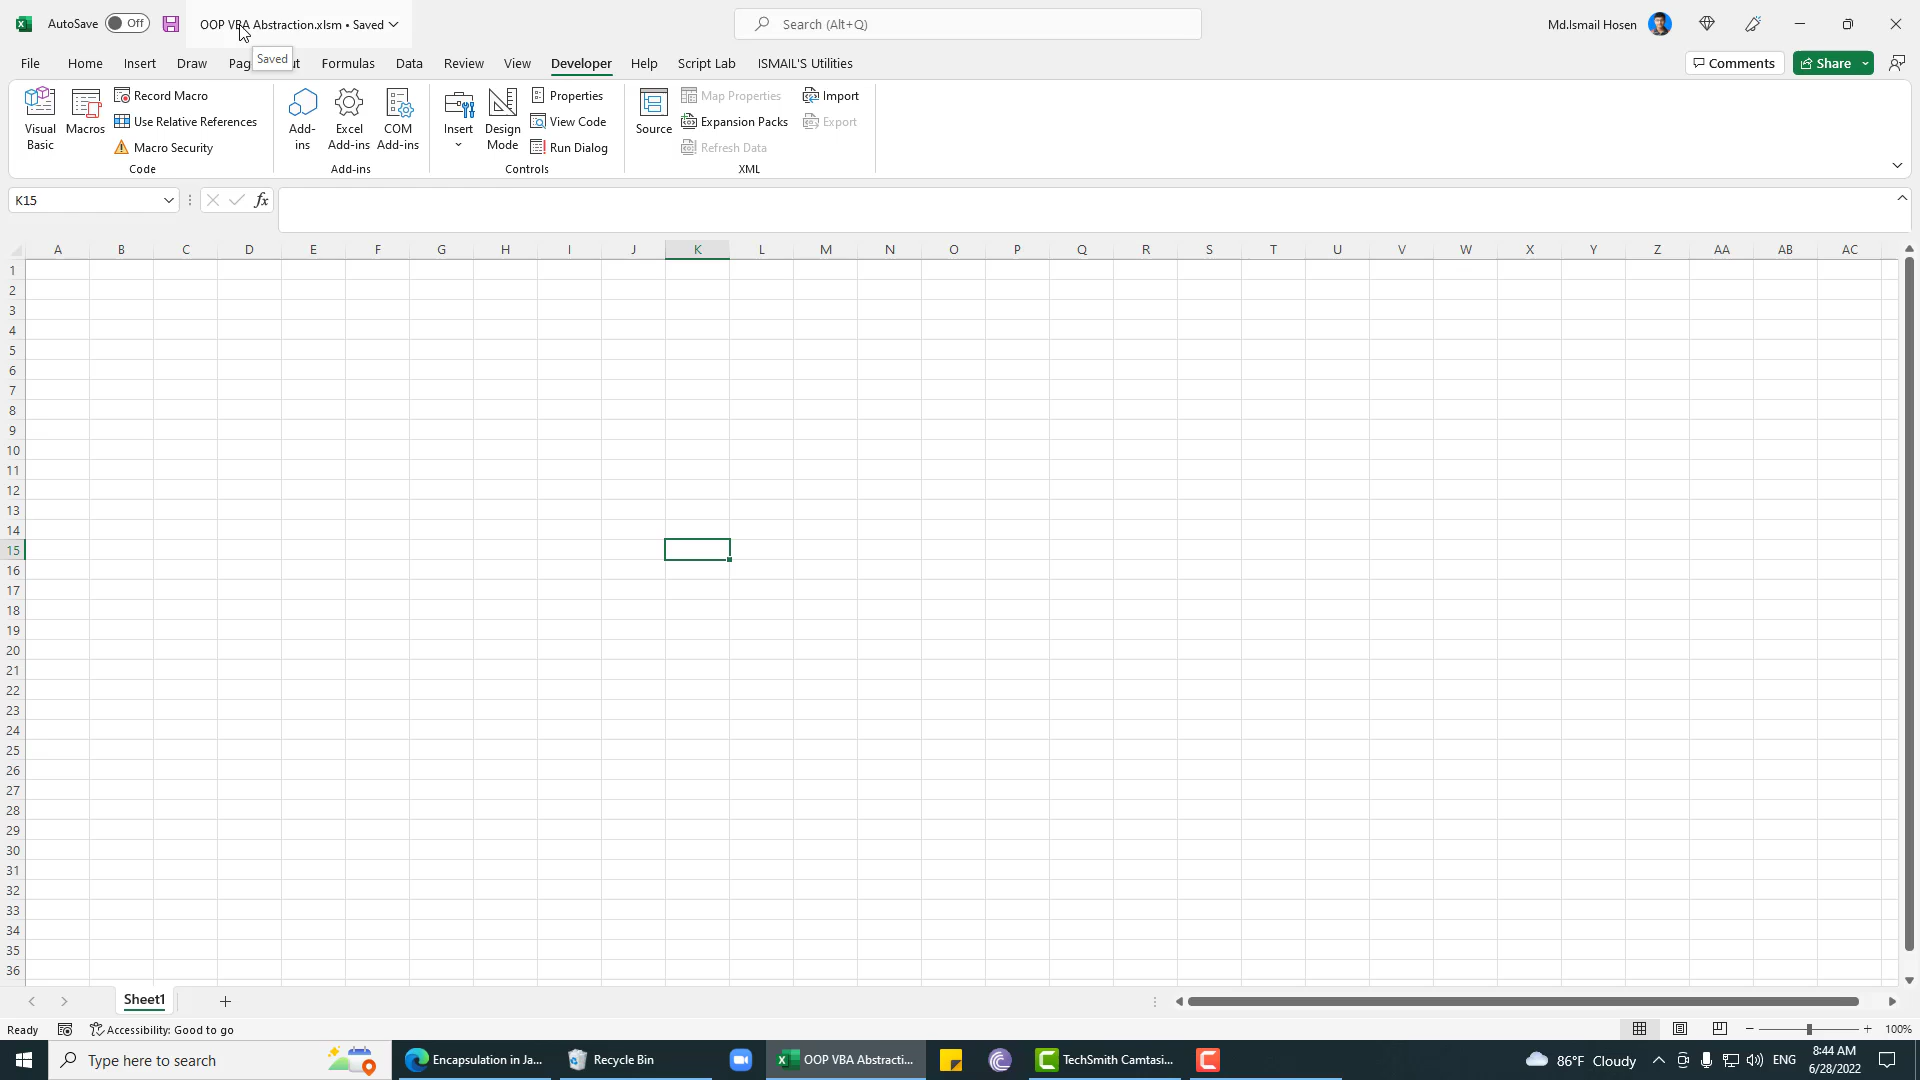 AutoSave Off OOP VBA Abstraction.xlsm • Saved Search (Alt+Q) Md.Ismail Hosen
Saved
File Home Insert Draw Formulas Data Review View Developer Help Script Lab ISMAIL'S Utilities Comments Share
Visual Basic
Macros
Record Macro
Use Relative References
Macro Security
Code
Add-ins
Excel Add-ins
COM Add-ins
Add-ins
Insert
Design Mode
Properties
View Code
Run Dialog
Controls
Source
Map Properties
Expansion Packs
Refresh Data
Import
Export
XML
K15 fx
A B C D E F G H I J K L M N O P Q R S T U V W X Y Z AA AB AC
1
2
3
4
5
6
7
8
9
10
11
12
13
14
15
16
17
18
19
20
21
22
23
24
25
26
27
28
29
30
31
32
33
34
35
36
Sheet1
Ready Accessibility: Good to go 100%
Type here to search Encapsulation in Ja... Recycle Bin OOP VBA Abstracti... TechSmith Camtasi... 86°F Cloudy ENG 8:44 AM
6/28/2022